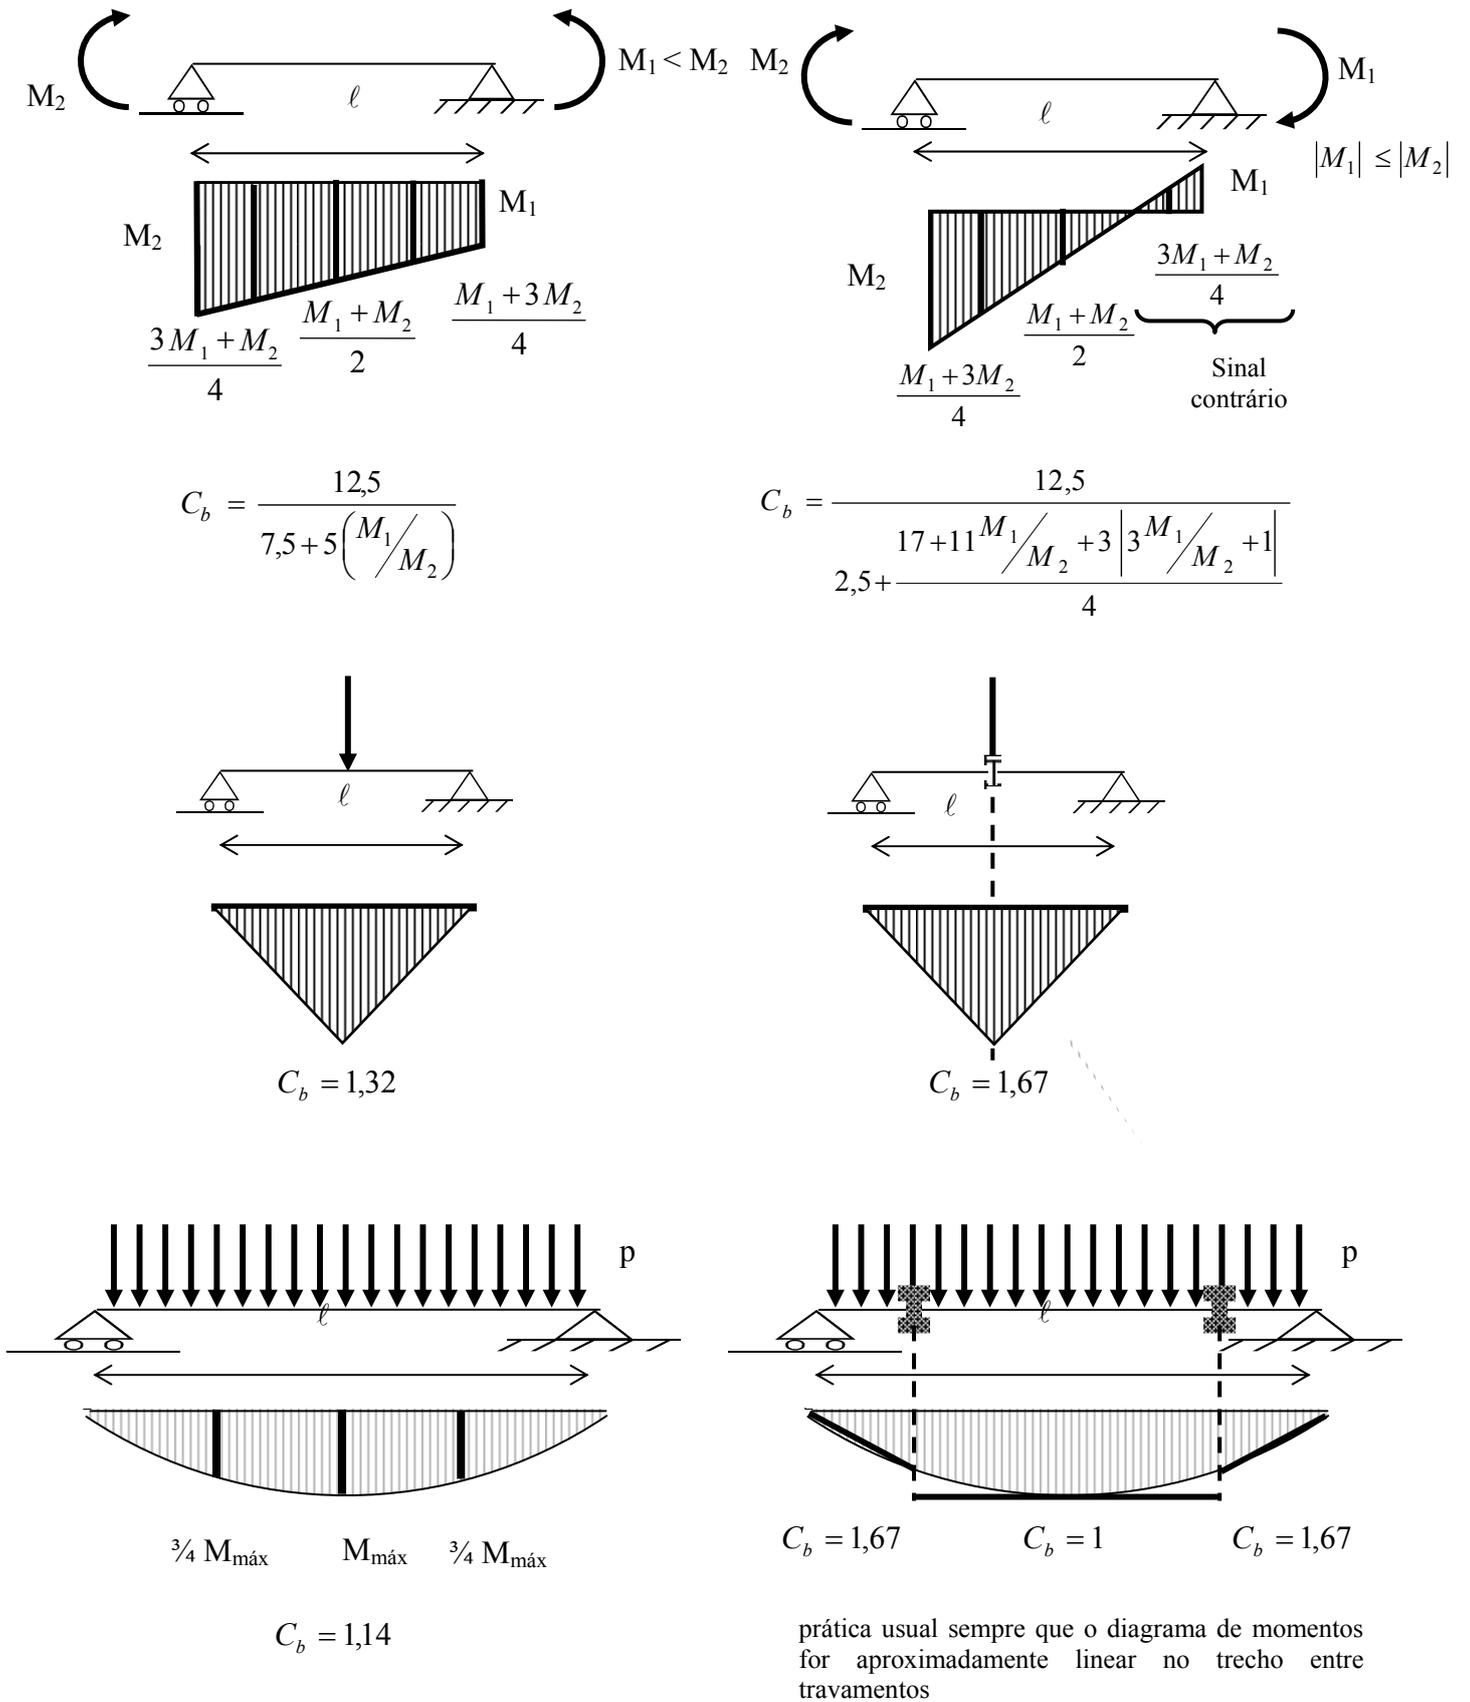 M₂ ℓ M₁ < M₂
M₂ M₁
3M₁ + M₂ / 4
M₁ + M₂ / 2
M₁ + 3M₂ / 4
M₂ ℓ M₁
|M₁| ≤ |M₂|
M₂ M₁
M₁ + 3M₂ / 4
M₁ + M₂ / 2
3M₁ + M₂ / 4
Sinal
contrário
C_b = 12,5 / 7,5 + 5(M₁/M₂)
C_b = 12,5 / 2,5 + 17 + 11 M₁/M₂ + 3 |3 M₁/M₂ + 1| / 4
ℓ
C_b = 1,32
ℓ
C_b = 1,67
p
ℓ
¾ Mmáx Mmáx ¾ Mmáx
C_b = 1,14
p
ℓ
C_b = 1,67 C_b = 1 C_b = 1,67
prática usual sempre que o diagrama de momentos
for aproximadamente linear no trecho entre
travamentos